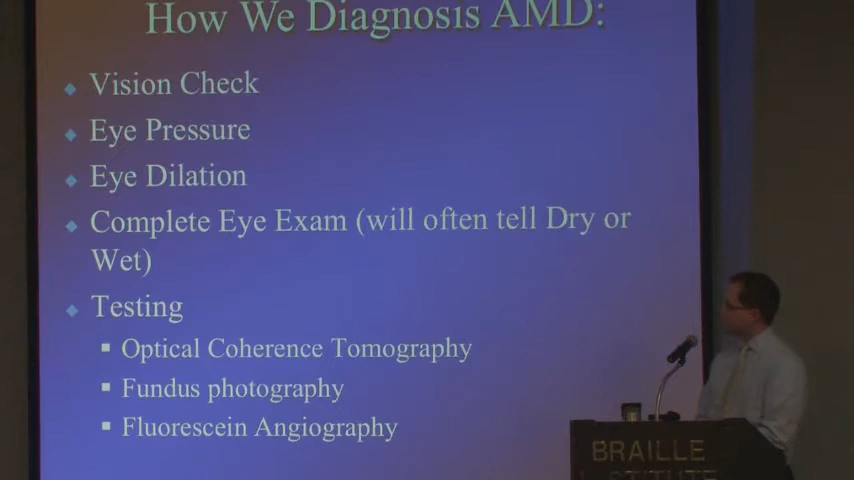 How We Diagnosis AMD:
Vision Check
Eye Pressure
Eye Dilation
Complete Eye Exam (will often tell Dry or
Wet)
Testing
Optical Coherence Tomography
Fundus photography
Fluorescein Angiography
BRAILLE
INSTITUTE